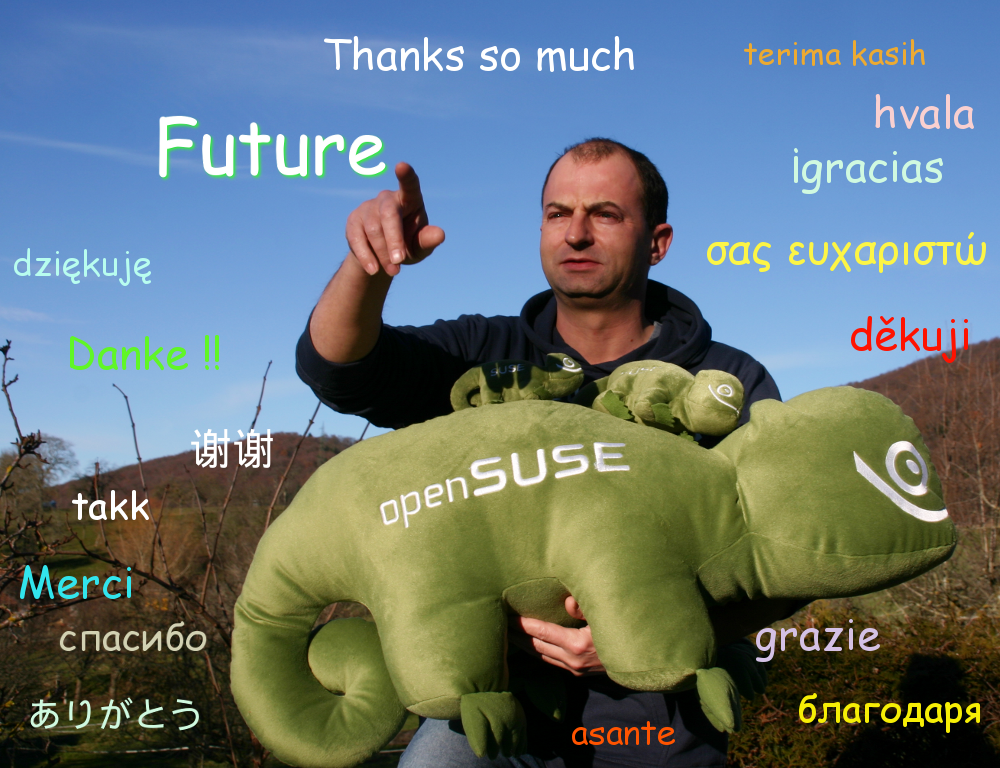 Thanks so much
terima kasih
hvala
Future
¡gracias
σας ευχαριστώ
dziękuję
děkuji
Danke !!
SUSE
谢谢
openSUSE
takk
Merci
спасибо
grazie
ありがとう
благодаря
asante